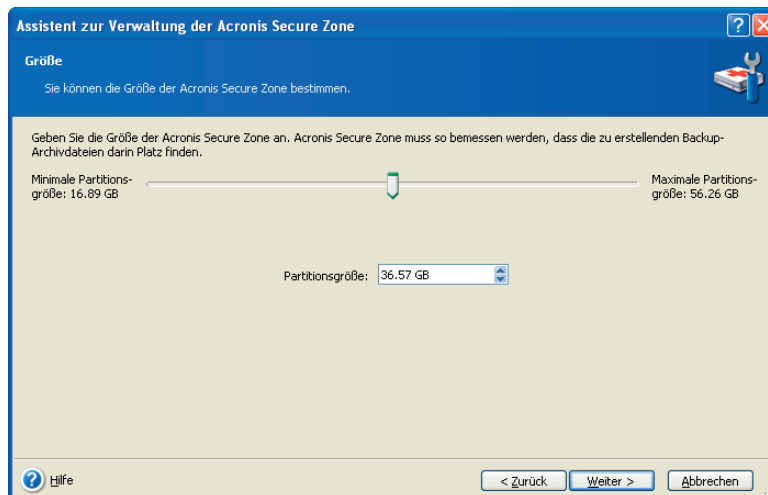 Assistent zur Verwaltung der Acronis Secure Zone
Größe
Sie können die Größe der Acronis Secure Zone bestimmen.
Geben Sie die Größe der Acronis Secure Zone an. Acronis Secure Zone muss so bemessen werden, dass die zu erstellenden Backup-
Archivdateien darin Platz finden.
Minimale Partitions-
größe: 16.89 GB
Maximale Partitions-
größe: 56.26 GB
Partitionsgröße: 36.57 GB
Hilfe
< Zurück Weiter > Abbrechen